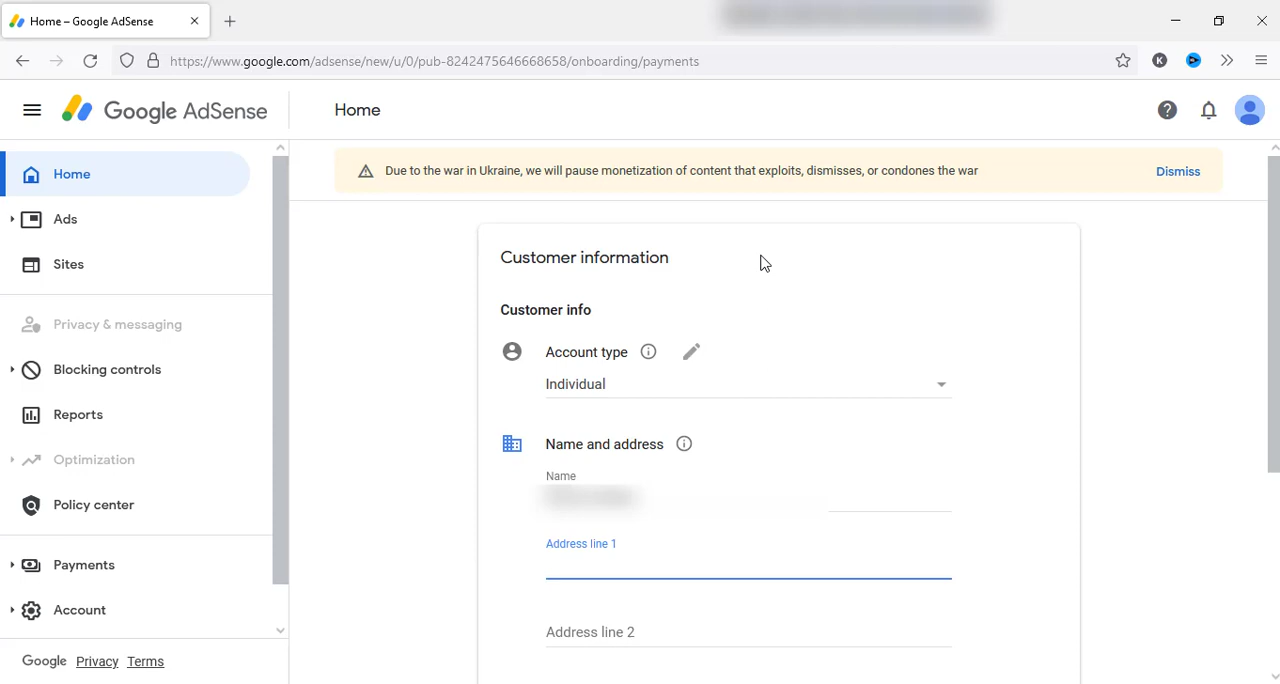 Home – Google AdSense
https://www.google.com/adsense/new/u/0/pub-8242475646668658/onboarding/payments
K
Google AdSense
Home
Home
Ads
Sites
Privacy & messaging
Blocking controls
Reports
Optimization
Policy center
Payments
Account
Google Privacy Terms
Due to the war in Ukraine, we will pause monetization of content that exploits, dismisses, or condones the war
Dismiss
Customer information
Customer info
Account type
Individual
Name and address
Name
Address line 1
Address line 2